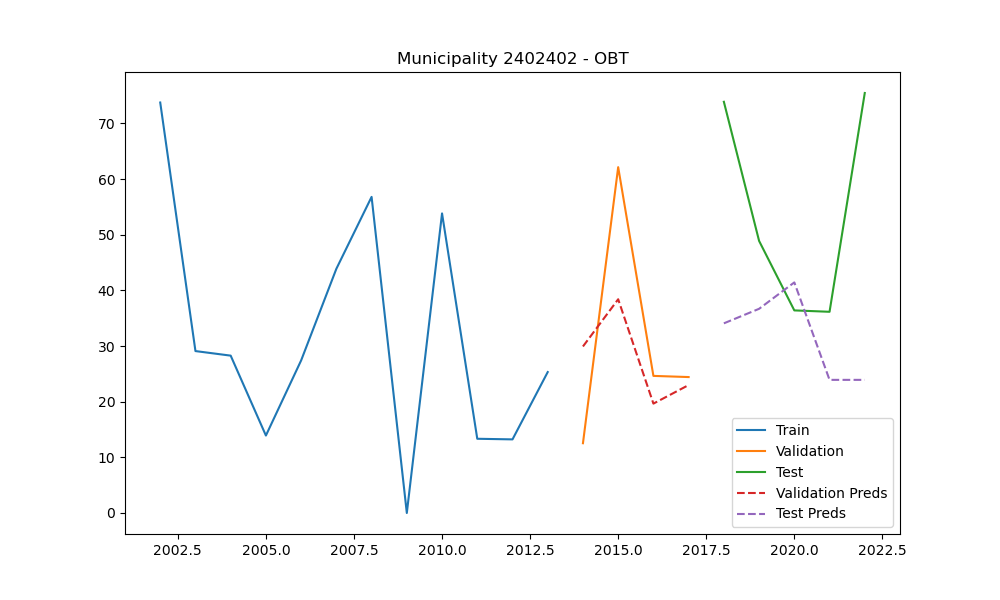 Municipality 2402402 - OBT
70
60
50
40
30
20
10
0
2002.5 2005.0 2007.5 2010.0 2012.5 2015.0 2017.5 2020.0 2022.5
Train
Validation
Test
Validation Preds
Test Preds